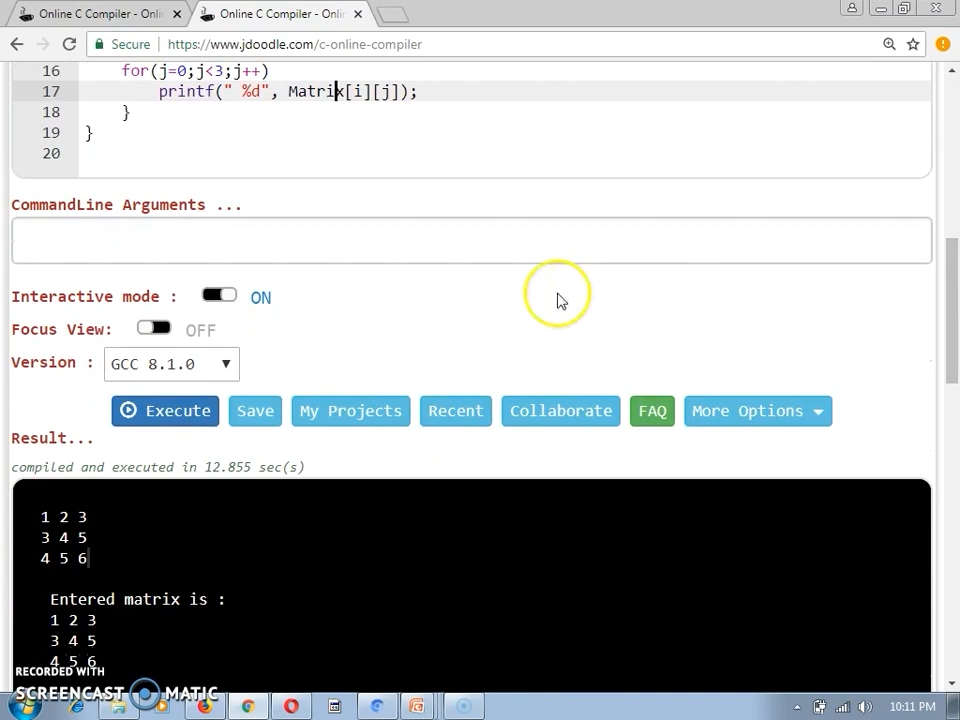 Online C Compiler - Onli
Online C Compiler - Onli
Secure https://www.jdoodle.com/c-online-compiler
16 for(j=0;j<3;j++)
17 printf(" %d", Matrix[i][j]);
18 }
19 }
20
CommandLine Arguments ...
Interactive mode : ON
Focus View: OFF
Version : GCC 8.1.0
Execute Save My Projects Recent Collaborate FAQ More Options
Result...
compiled and executed in 12.855 sec(s)
1 2 3
3 4 5
4 5 6
Entered matrix is :
1 2 3
3 4 5
4 5 6
RECORDED WITH
SCREENCAST MATIC
10:11 PM